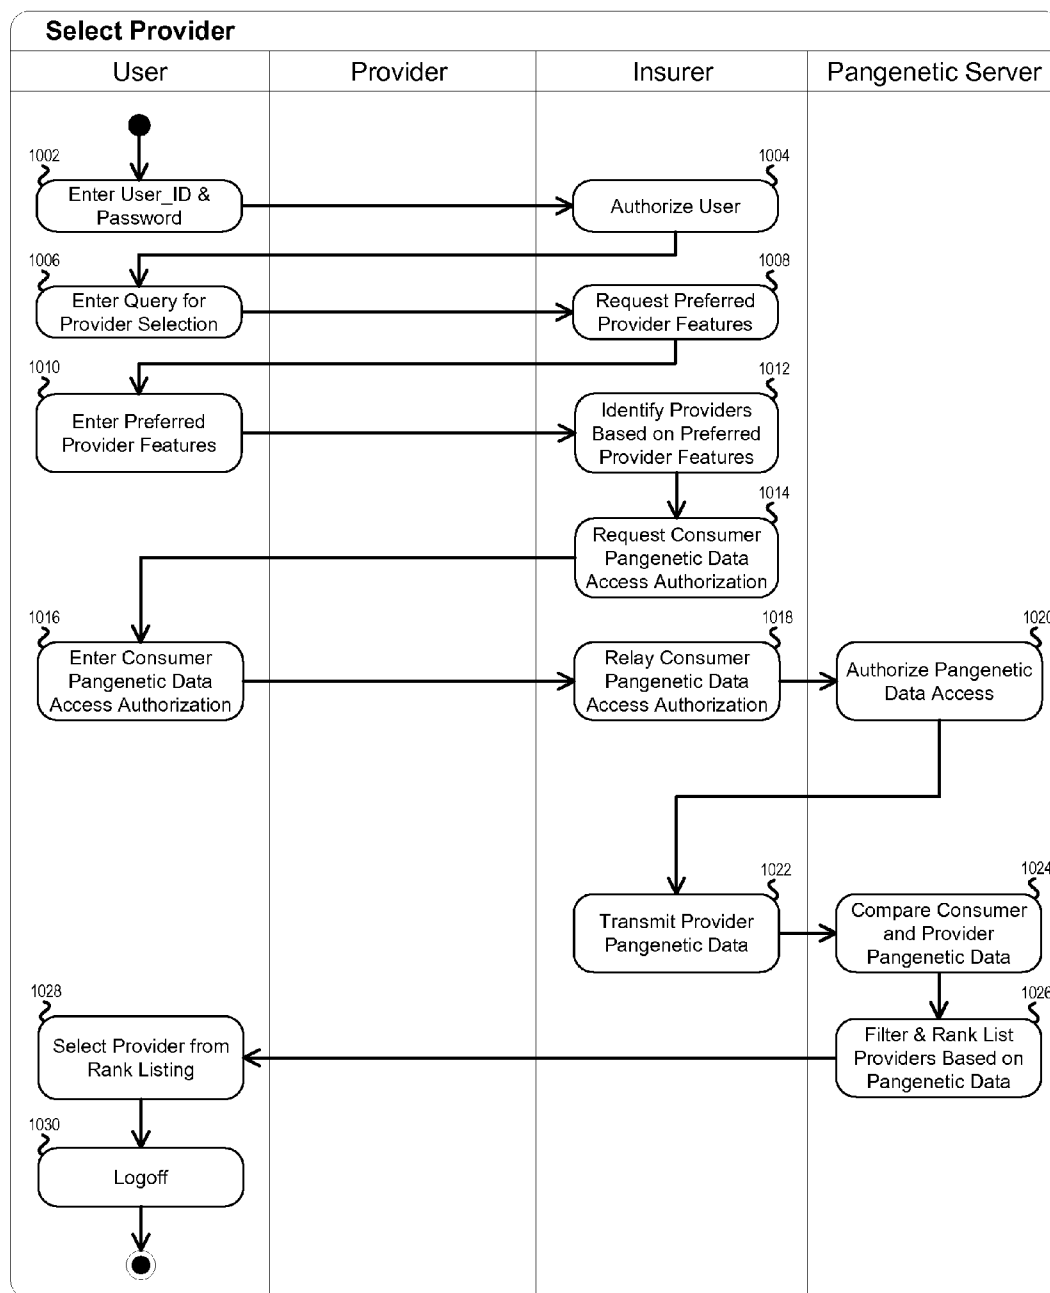 Select Provider
User
Provider
Insurer
Pangenetic Server
1002
Enter User_ID &
Password
1004
Authorize User
1006
Enter Query for
Provider Selection
1008
Request Preferred
Provider Features
1010
Enter Preferred
Provider Features
1012
Identify Providers
Based on Preferred
Provider Features
1014
Request Consumer
Pangenetic Data
Access Authorization
1016
Enter Consumer
Pangenetic Data
Access Authorization
1018
Relay Consumer
Pangenetic Data
Access Authorization
1020
Authorize Pangenetic
Data Access
1022
Transmit Provider
Pangenetic Data
1024
Compare Consumer
and Provider
Pangenetic Data
1026
Filter & Rank List
Providers Based on
Pangenetic Data
1028
Select Provider from
Rank Listing
1030
Logoff